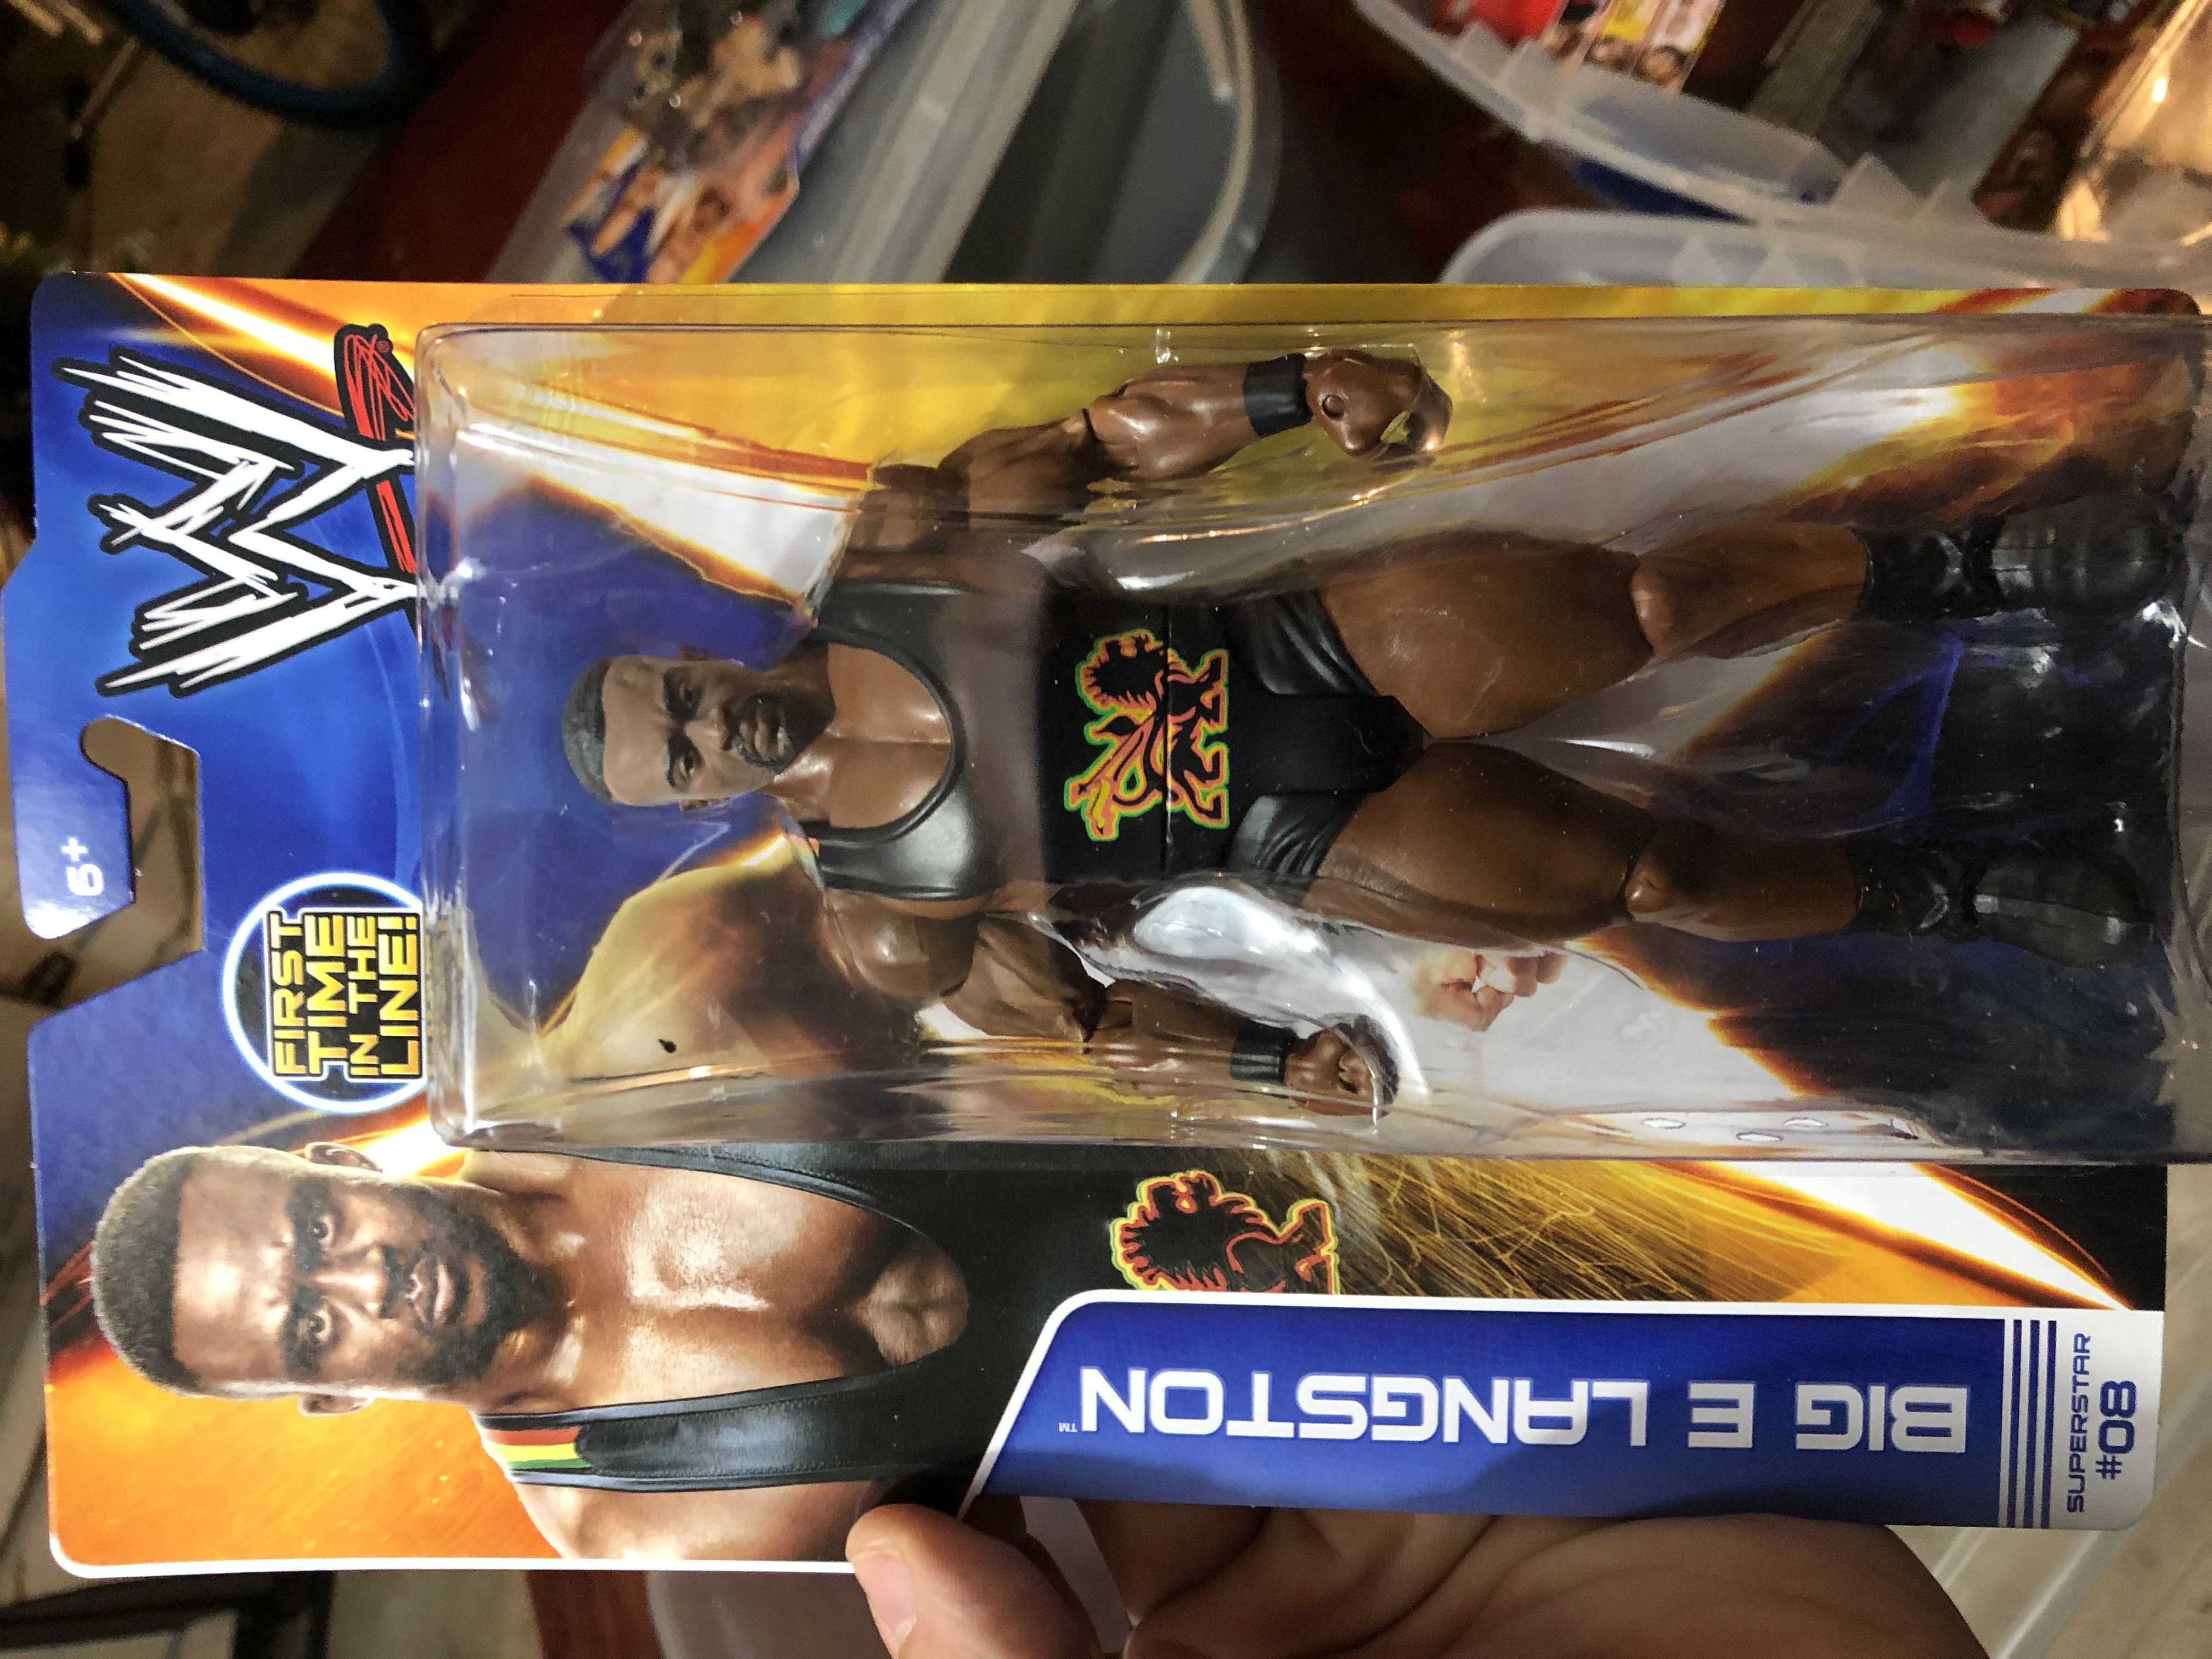 W
6+
FIRST
TIME
IN THE
LINE!
BIG E LANGSTON™
SUPERSTAR
#08